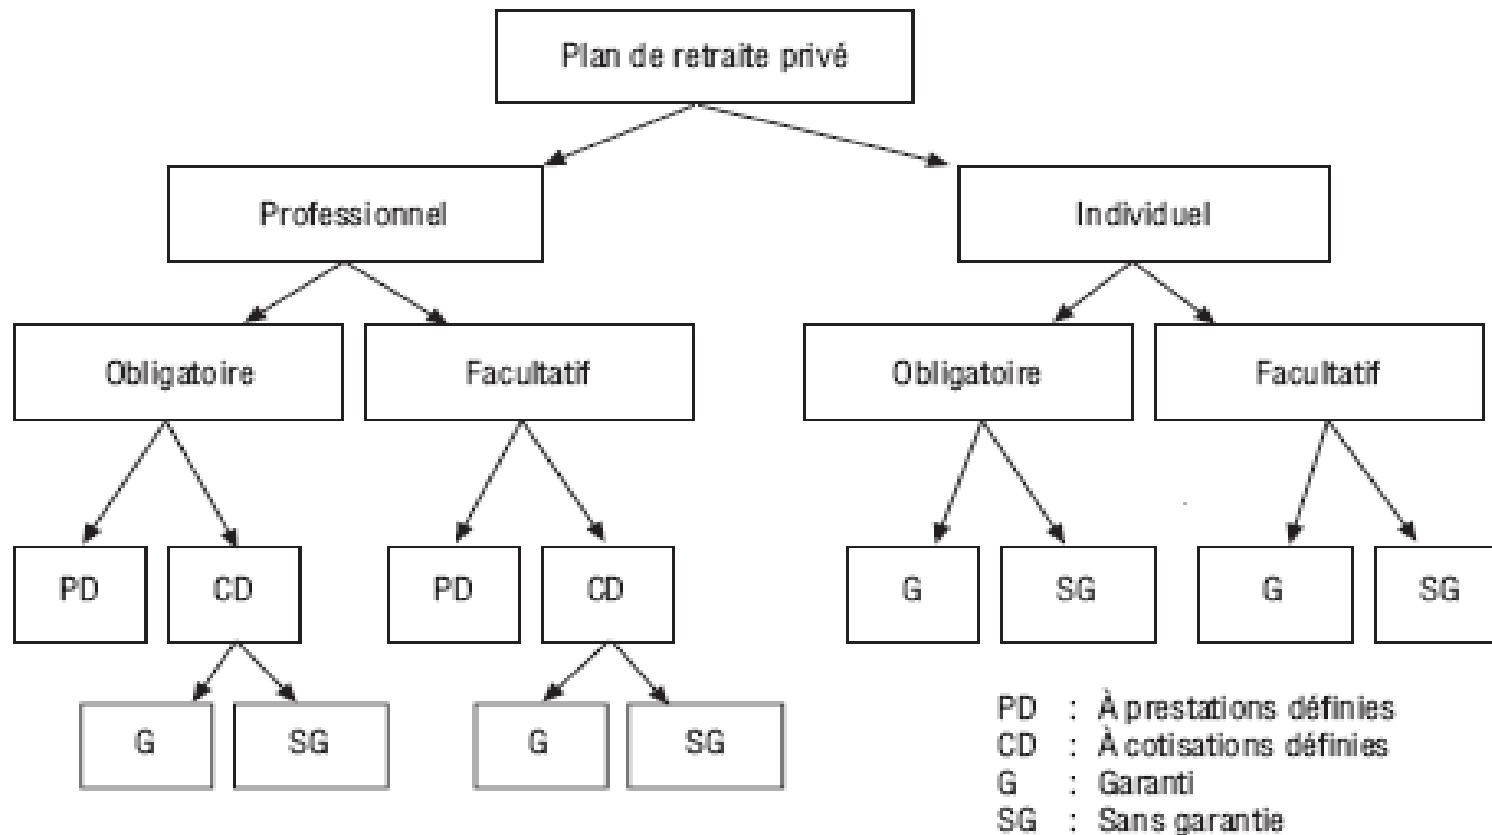 Plan de retraite privé
Professionnel
Individuel
Obligatoire
Facultatif
Obligatoire
Facultatif
PD
CD
PD
CD
G
SG
G
SG
G
SG
G
SG
PD : À prestations définies
CD : À cotisations définies
G : Garanti
SG : Sans garantie